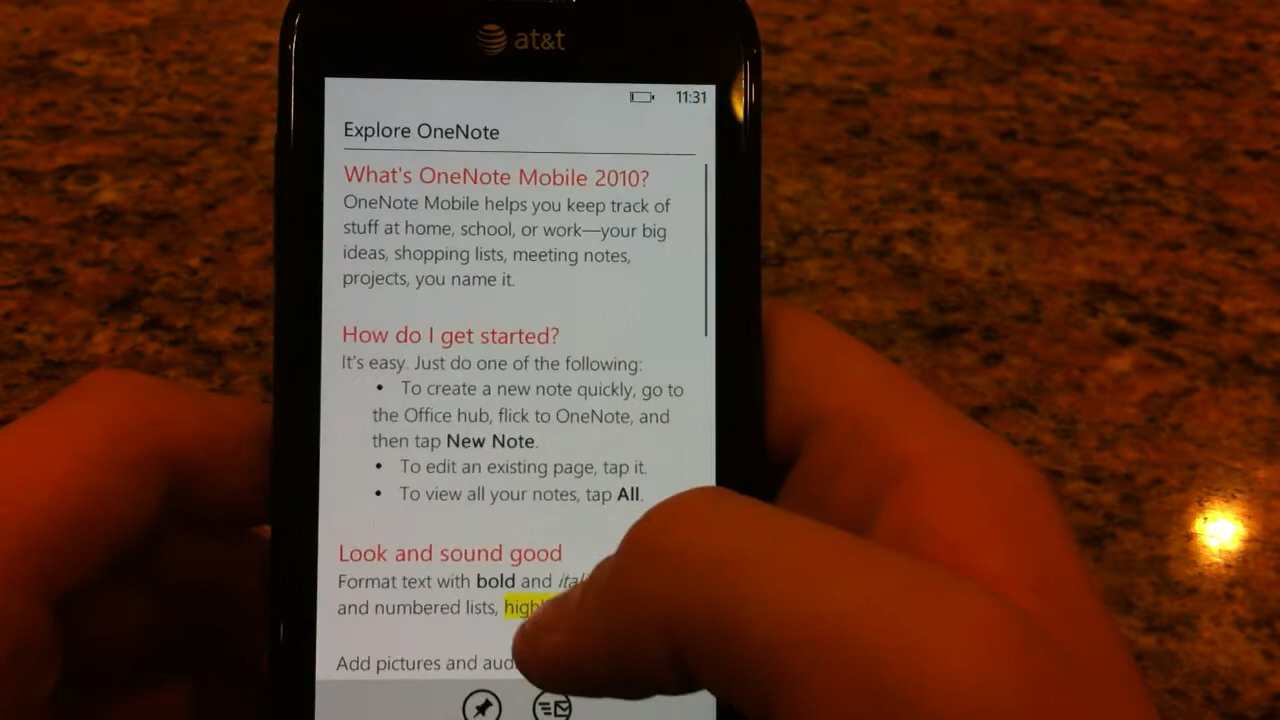 at&t
11:31
Explore OneNote
What's OneNote Mobile 2010?
OneNote Mobile helps you keep track of
stuff at home, school, or work—your big
ideas, shopping lists, meeting notes,
projects, you name it.
How do I get started?
It's easy. Just do one of the following:
• To create a new note quickly, go to
the Office hub, flick to OneNote, and
then tap New Note.
• To edit an existing page, tap it.
• To view all your notes, tap All.
Look and sound good
Format text with bold and
and numbered lists,
Add pictures and